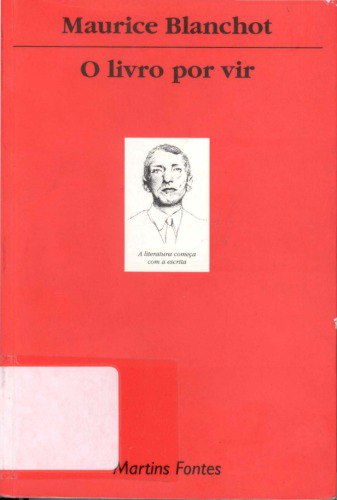 Maurice Blanchot
O livro por vir
A literatura começa
com a escrita
Martins Fontes